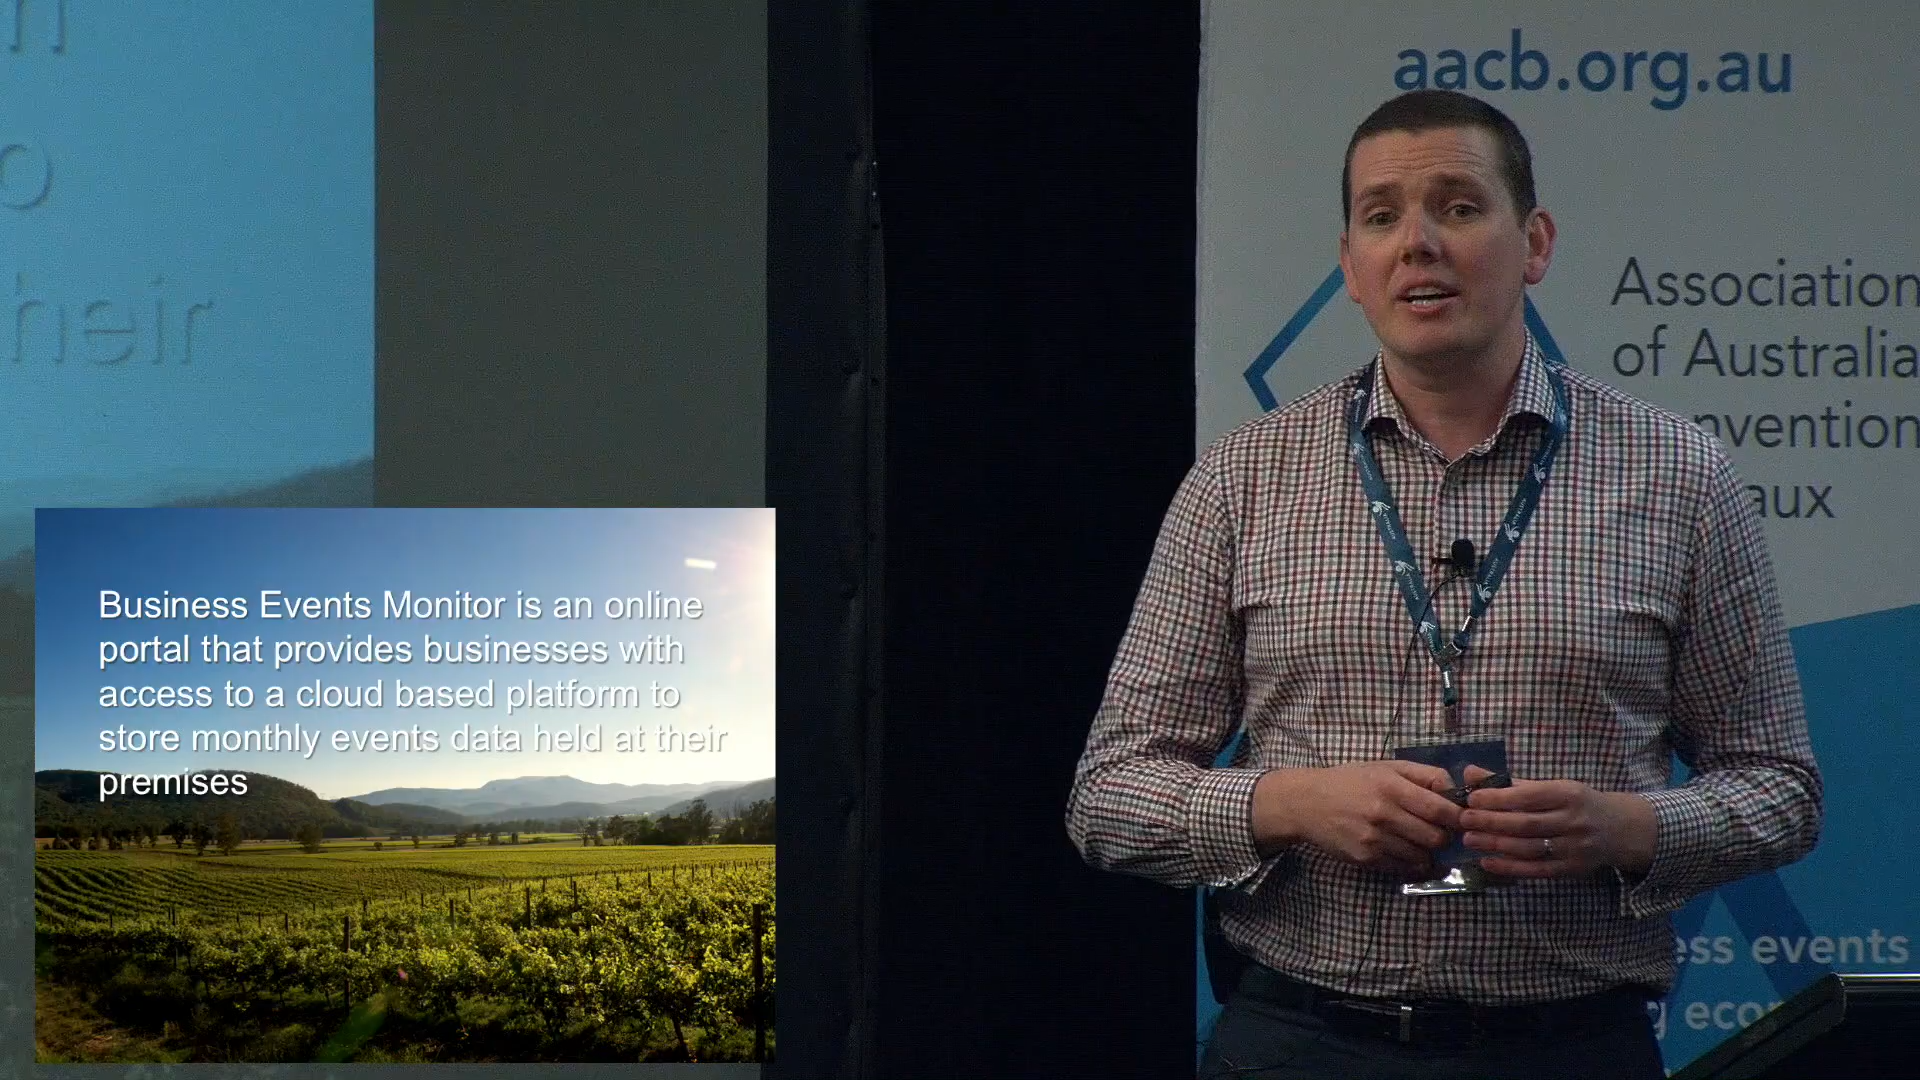 aacb.org.au
Association
of Australia
nvention
aux
heir
Business Events Monitor is an online
portal that provides businesses with
access to a cloud based platform to
store monthly events data held at their
premises
ess events
g eco